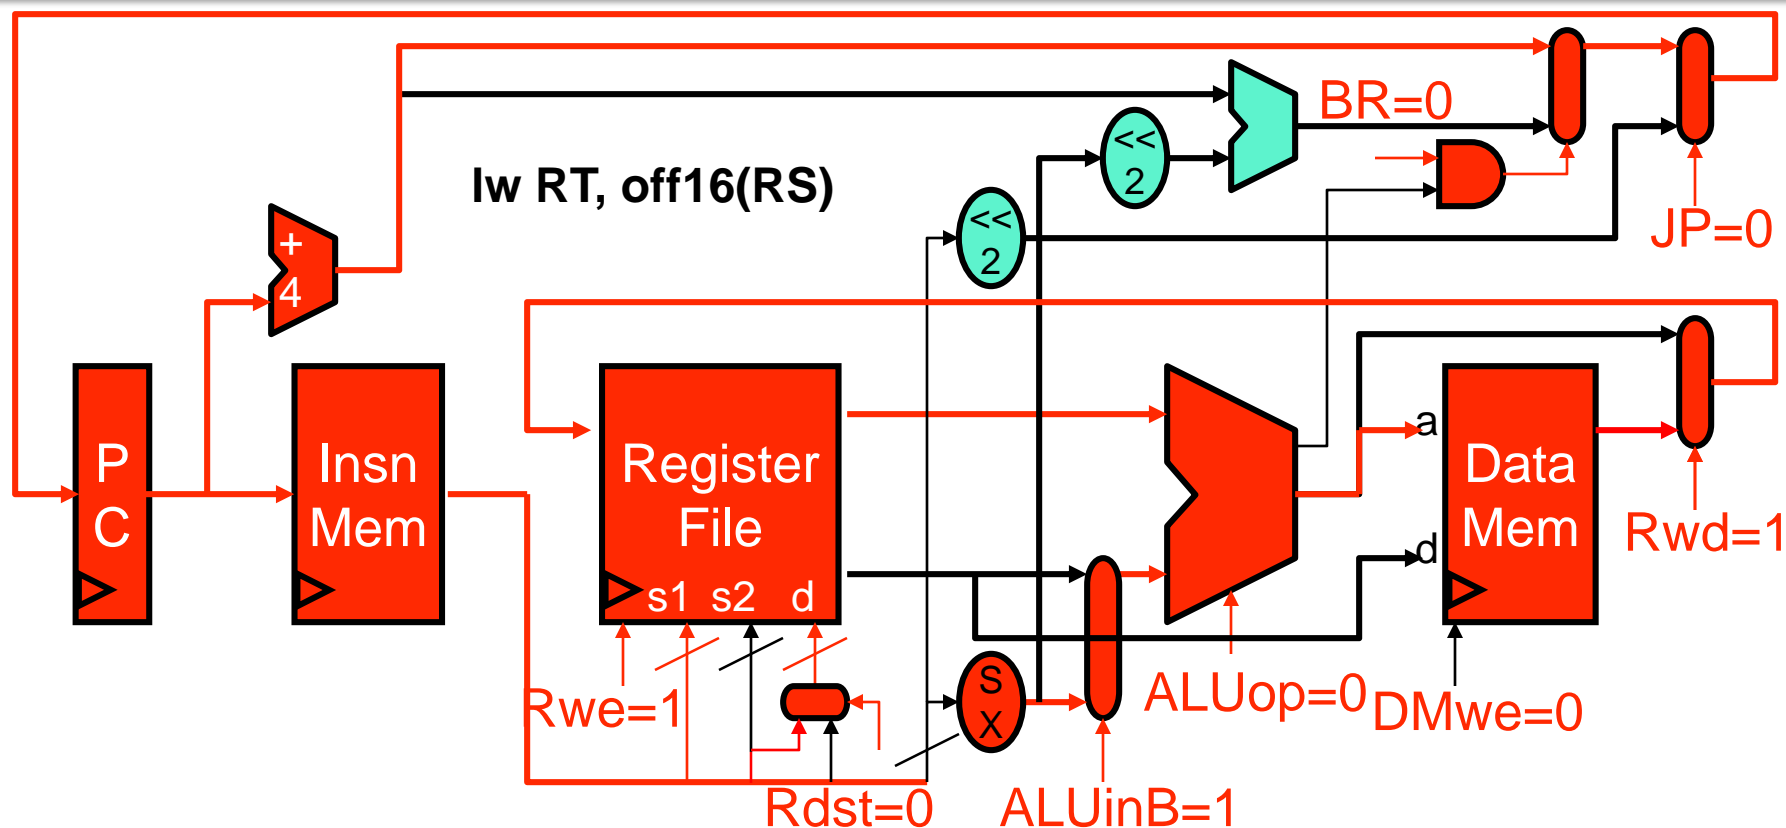 BR=0
<<
2
lw RT, off16(RS)
<<
2
JP=0
+
4
a
P
C
Insn
Mem
Register
File
Data
Mem
Rwd=1
d
s1 s2 d
S
X
Rwe=1
ALUop=0
DMwe=0
Rdst=0
ALUinB=1